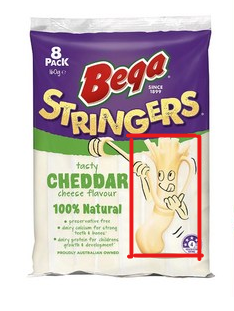 8
PACK
160g ℮
Bega
SINCE
1899
STRINGERS
tasty
CHEDDAR
cheese flavour
100% Natural
• preservative free
• dairy calcium for strong
teeth & bones
• dairy protein for childrens
growth & development
PROUDLY AUSTRALIAN OWNED